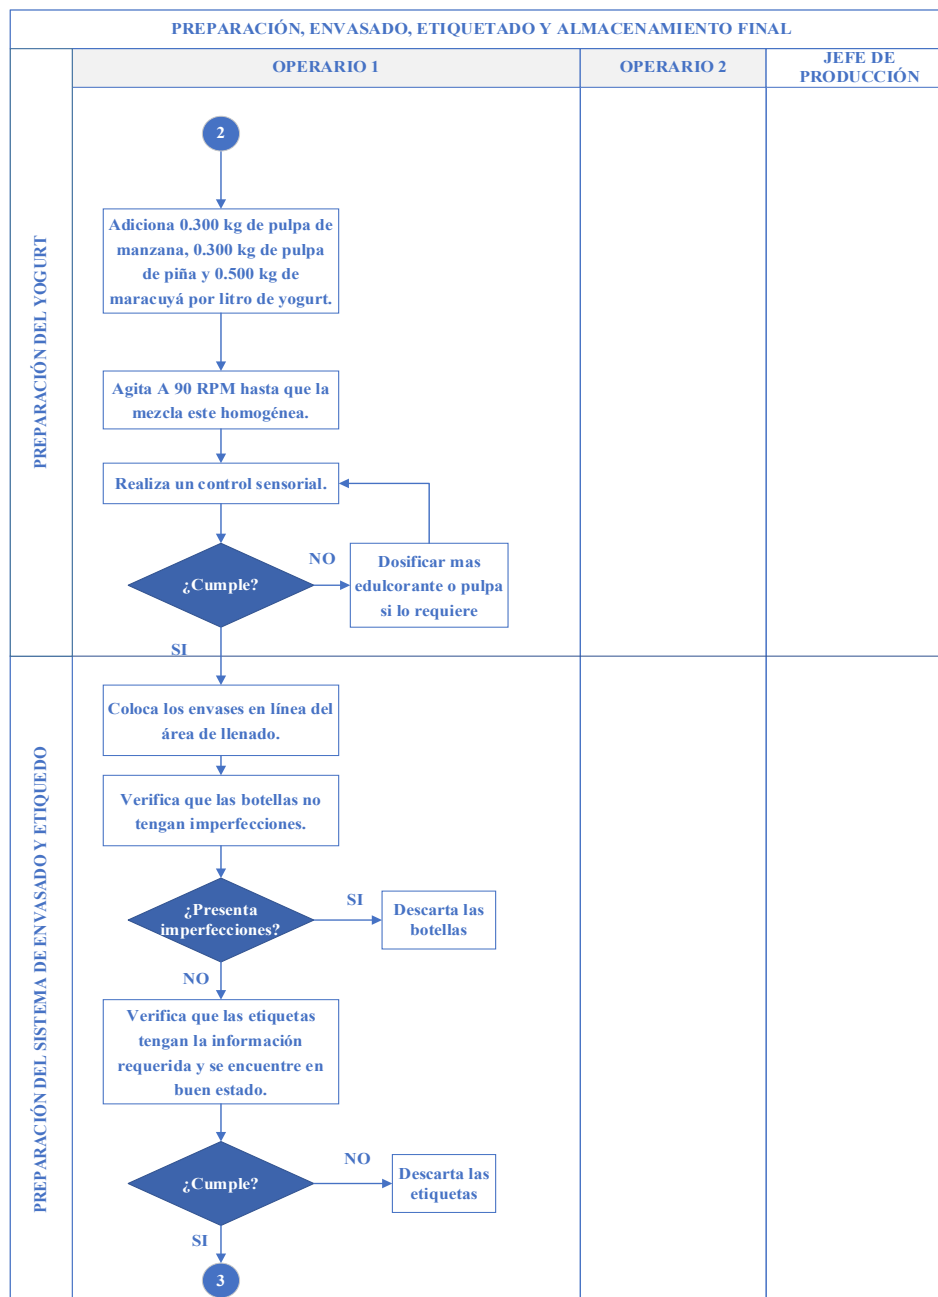 PREPARACIÓN, ENVASADO, ETIQUETADO Y ALMACENAMIENTO FINAL
OPERARIO 1
OPERARIO 2
JEFE DE
PRODUCCIÓN
PREPARACIÓN DEL YOGURT
2
Adiciona 0.300 kg de pulpa de
manzana, 0.300 kg de pulpa
de piña y 0.500 kg de
maracuyá por litro de yogurt.
Agita A 90 RPM hasta que la
mezcla este homogénea.
Realiza un control sensorial.
¿Cumple?
NO
Dosificar mas
edulcorante o pulpa
si lo requiere
SI
PREPARACIÓN DEL SISTEMA DE ENVASADO Y ETIQUEDO
Coloca los envases en línea del
área de llenado.
Verifica que las botellas no
tengan imperfecciones.
¿Presenta
imperfecciones?
SI
Descarta las
botellas
NO
Verifica que las etiquetas
tengan la información
requerida y se encuentre en
buen estado.
¿Cumple?
NO
Descarta las
etiquetas
SI
3